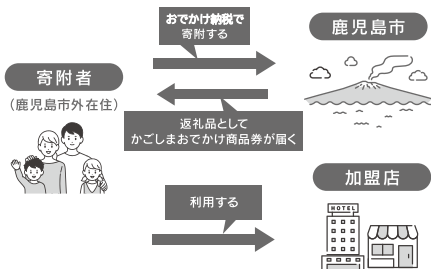 おでかけ納税で
寄附する
鹿児島市
寄附者
（鹿児島市外在住）
返礼品として
かごしまおでかけ商品券が届く
加盟店
利用する
HOTEL